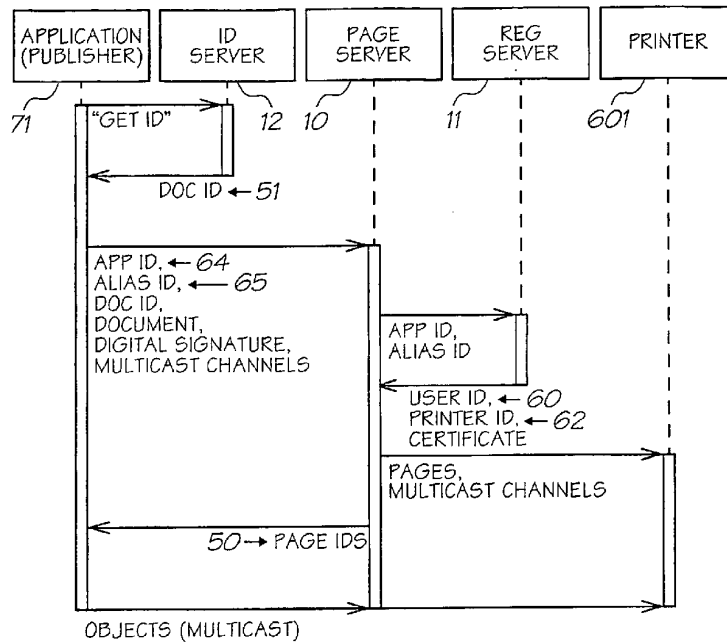 APPLICATION
(PUBLISHER)
ID
SERVER
PAGE
SERVER
REG
SERVER
PRINTER
71
12
10
11
601
"GET ID"
DOC ID ← 51
APP ID, ← 64
ALIAS ID, ← 65
DOC ID,
DOCUMENT,
DIGITAL SIGNATURE,
MULTICAST CHANNELS
APP ID,
ALIAS ID
USER ID, ← 60
PRINTER ID, ← 62
CERTIFICATE
PAGES,
MULTICAST CHANNELS
50 → PAGE IDS
OBJECTS (MULTICAST)